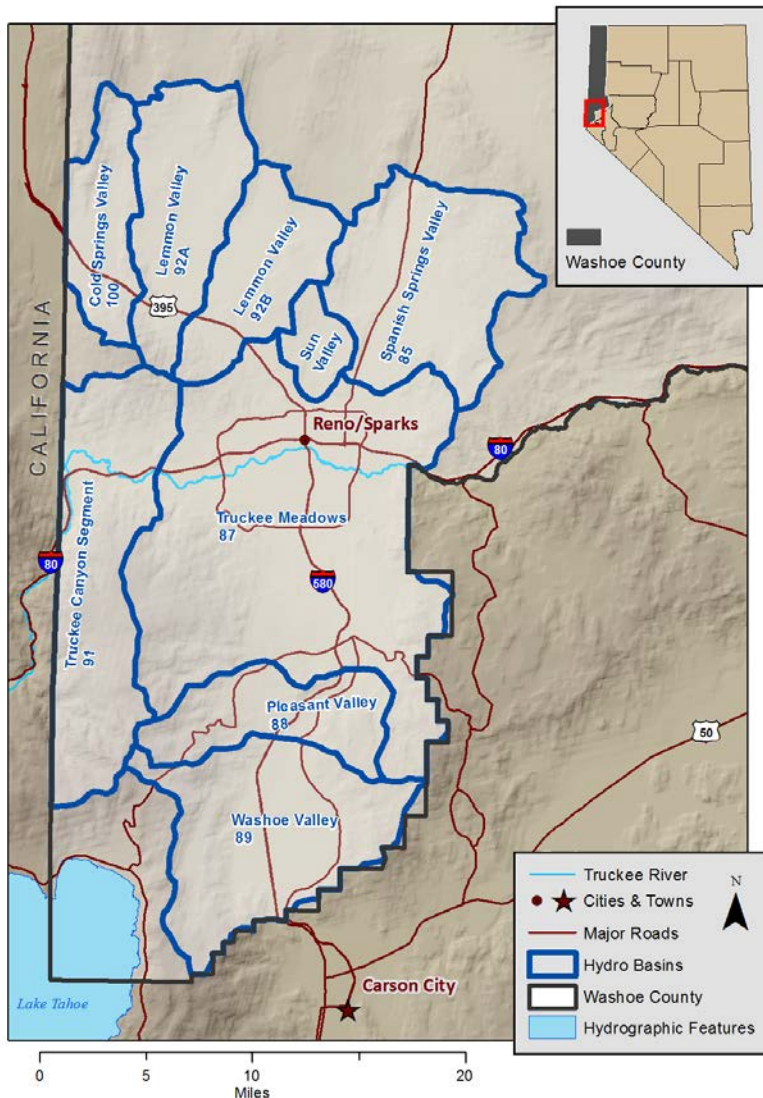 Washoe County
Cold Springs Valley
100
Lemmon Valley
92A
Lemmon Valley
92B
Spanish Springs Valley
85
Sun
Valley
395
CALIFORNIA
Reno/Sparks
80
Truckee Meadows
87
Truckee Canyon Segment
91
80
580
Pleasant Valley
88
50
Washoe Valley
89
Lake Tahoe
Carson City
Truckee River
N
Cities & Towns
Major Roads
Hydro Basins
Washoe County
Hydrographic Features
0 5 10 20
Miles